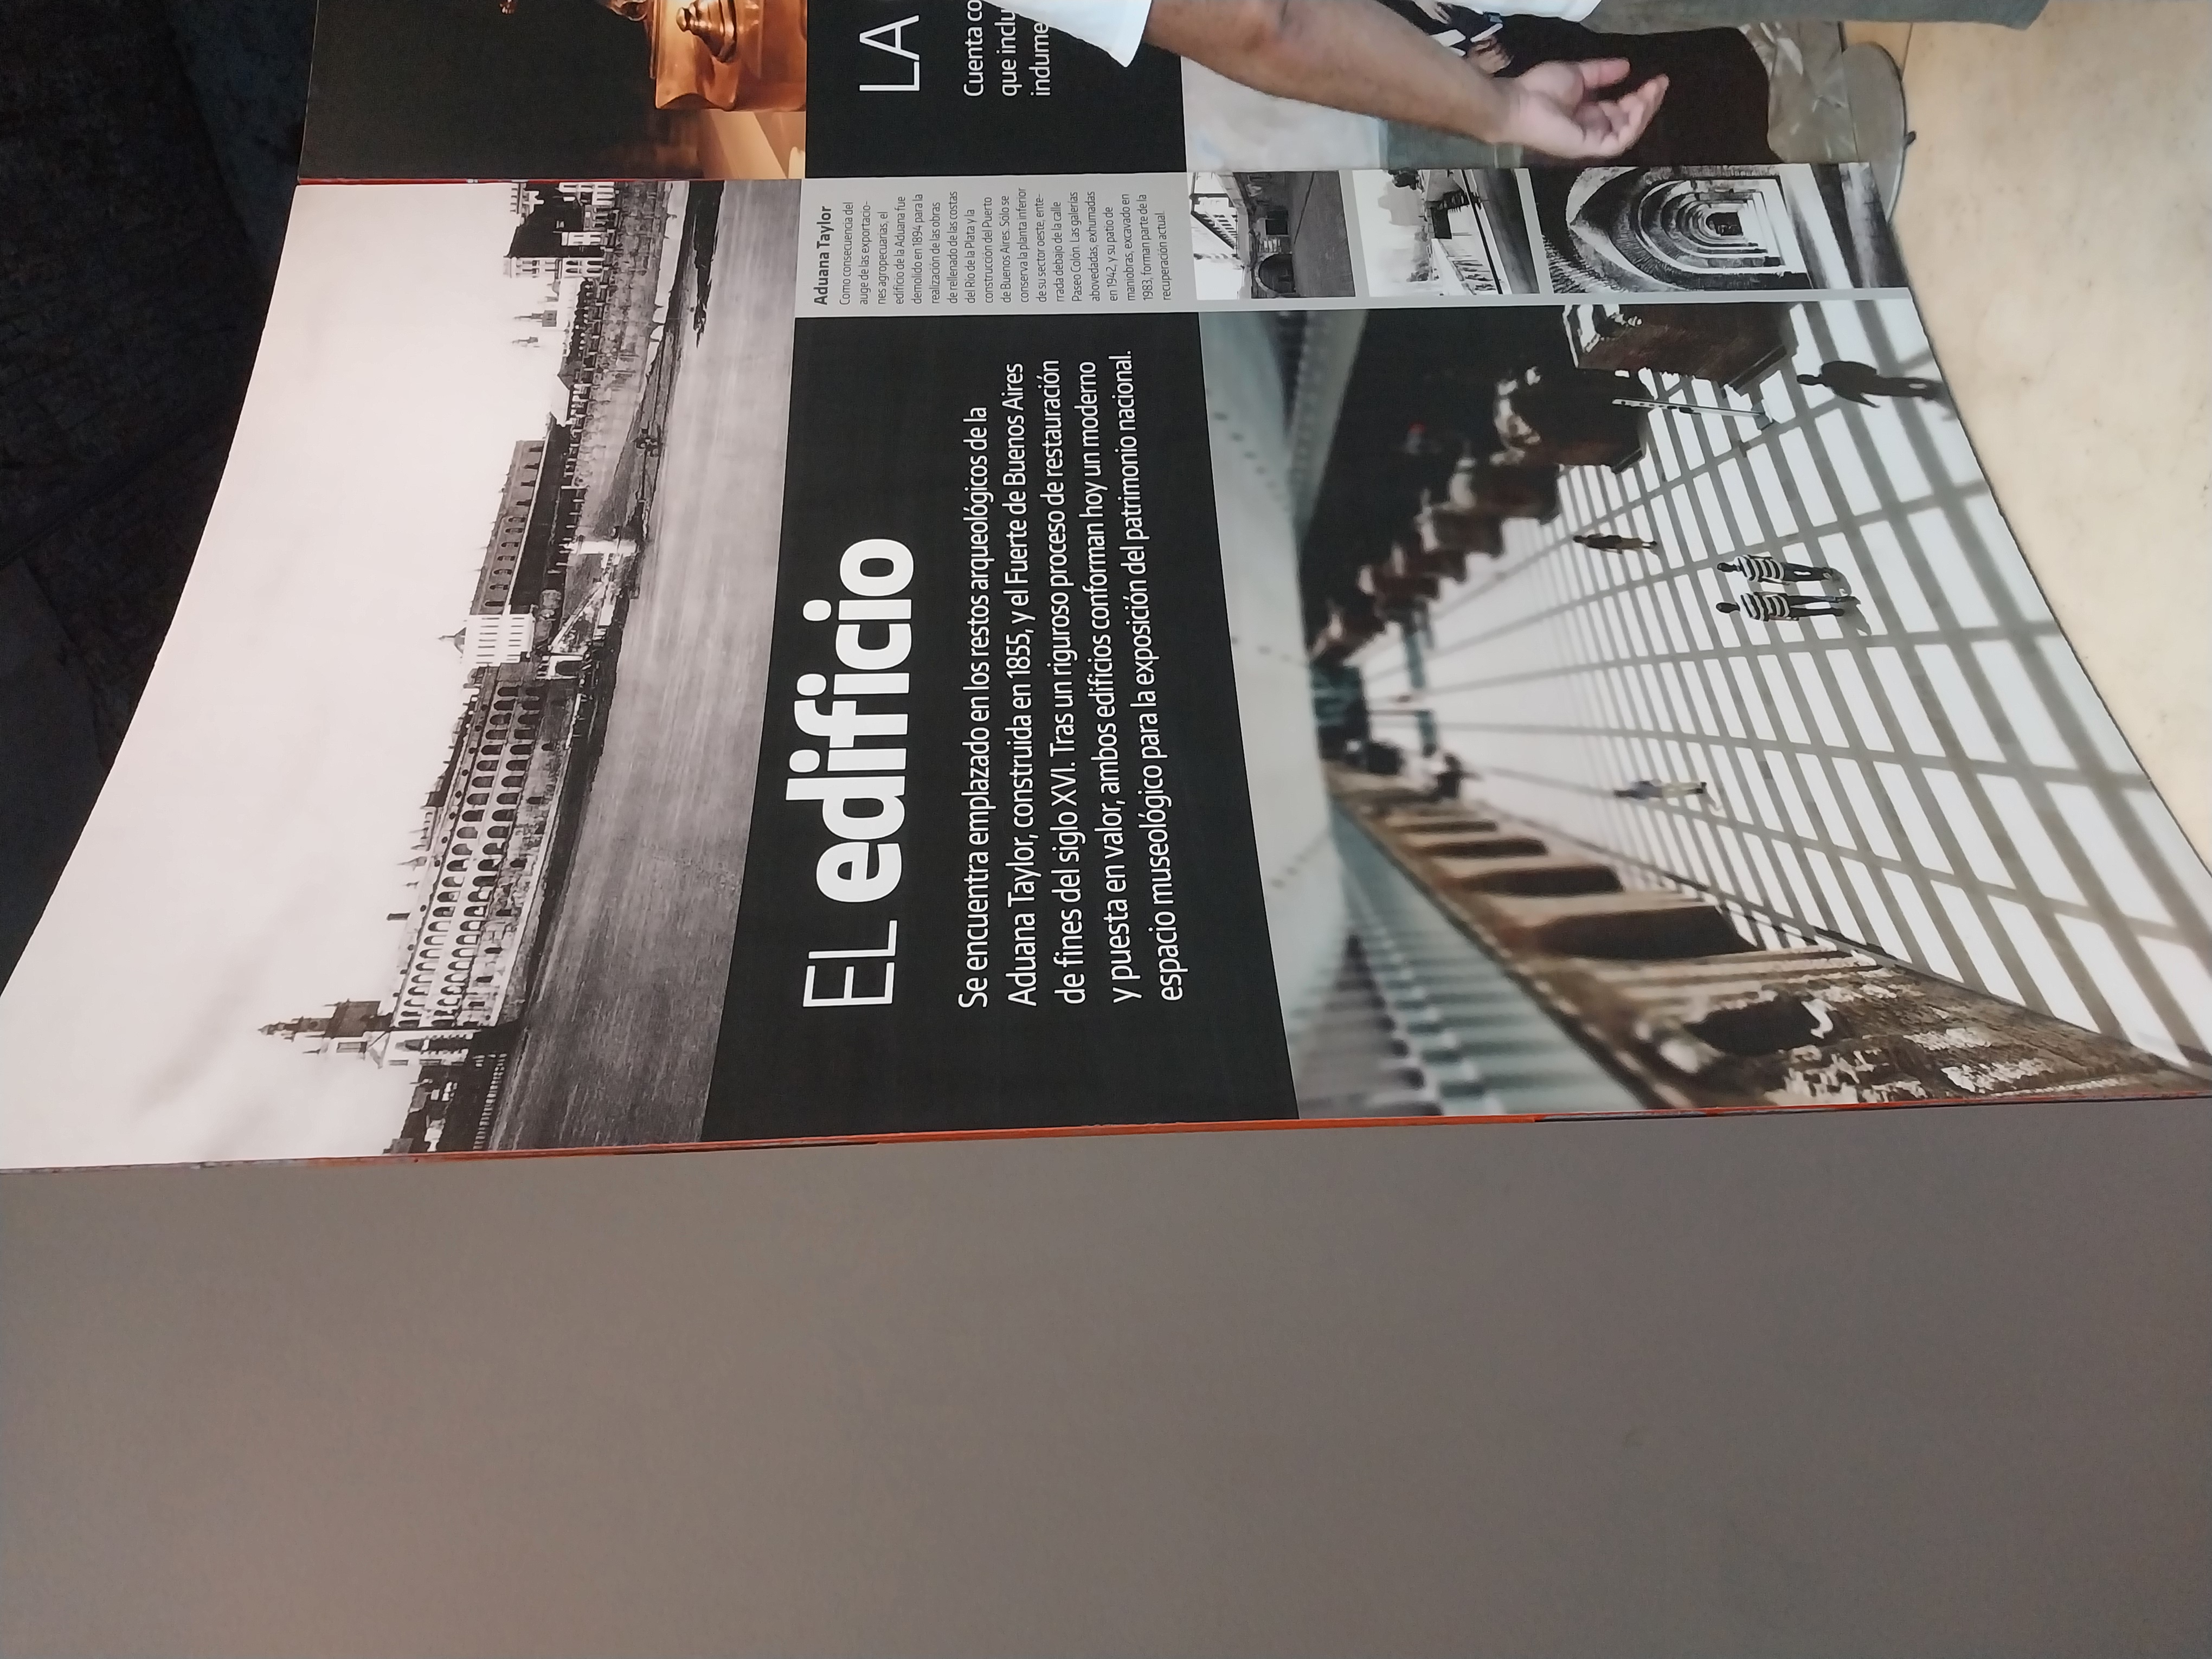 EL edificio
Se encuentra emplazado en los restos arqueológicos de la
Aduana Taylor, construida en 1855, y el Fuerte de Buenos Aires
de fines del siglo XVI. Tras un riguroso proceso de restauración
y puesta en valor, ambos edificios conforman hoy un moderno
espacio museológico para la exposición del patrimonio nacional.
Aduana Taylor
Como consecuencia del
auge de las exportacio-
nes agropecuarias, el
edificio de la Aduana fue
demolido en 1894 para la
realización de las obras
de rellenado de las costas
del Río de la Plata y la
construcción del Puerto
de Buenos Aires. Sólo se
conserva la planta inferior
de su sector oeste, ente-
rrada debajo de la calle
Paseo Colón. Las galerías
abovedadas, exhumadas
en 1942, y su patio de
maniobras, excavado en
1983, forman parte de la
recuperación actual.
LA
Cuenta co
que inclu
indume